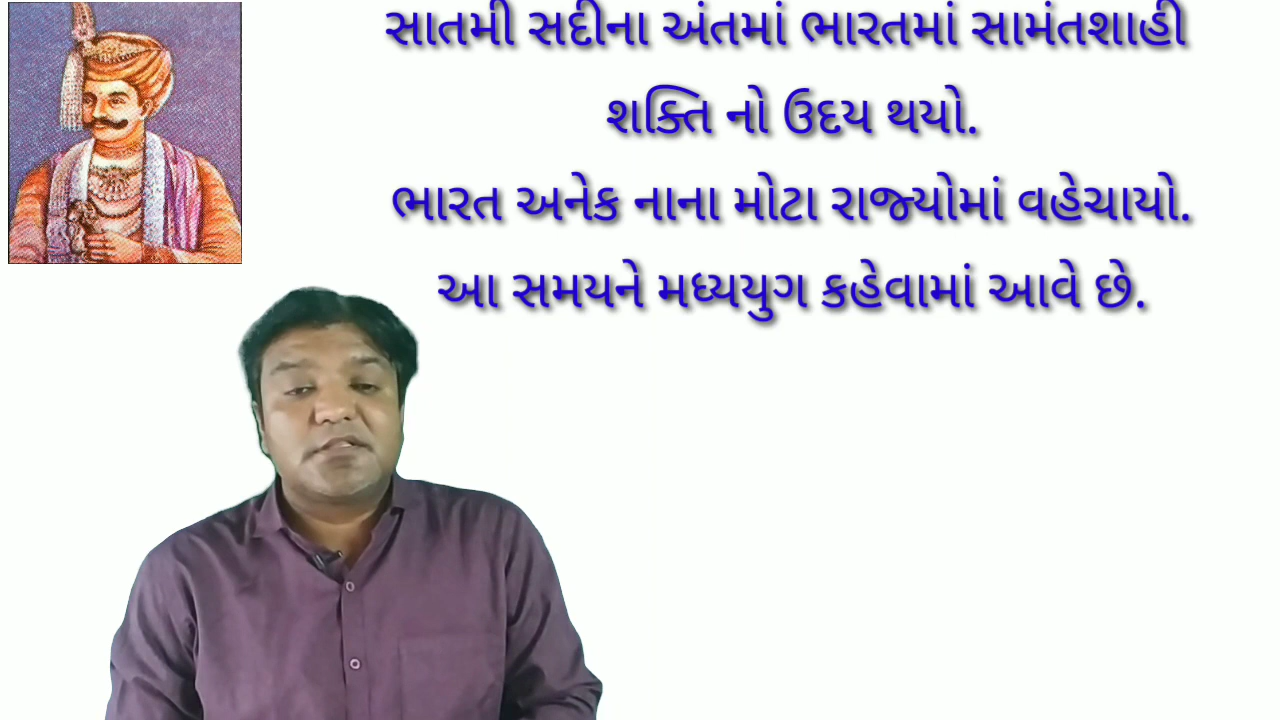 સાતમી સદીના અંતમાં ભારતમાં સામંતશાહી
શક્તિ નો ઉદય થયો.
ભારત અનેક નાના મોટા રાજ્યોમાં વહેચાયો.
આ સમયને મધ્યયુગ કહેવામાં આવે છે.